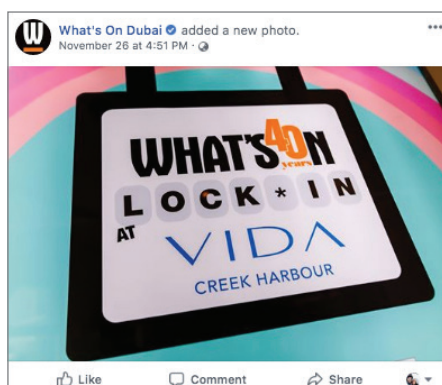 What's On Dubai added a new photo.
November 26 at 4:51 PM
WHAT'S ON
40 years
LOCK*IN
AT
VIDA
CREEK HARBOUR
Like Comment Share